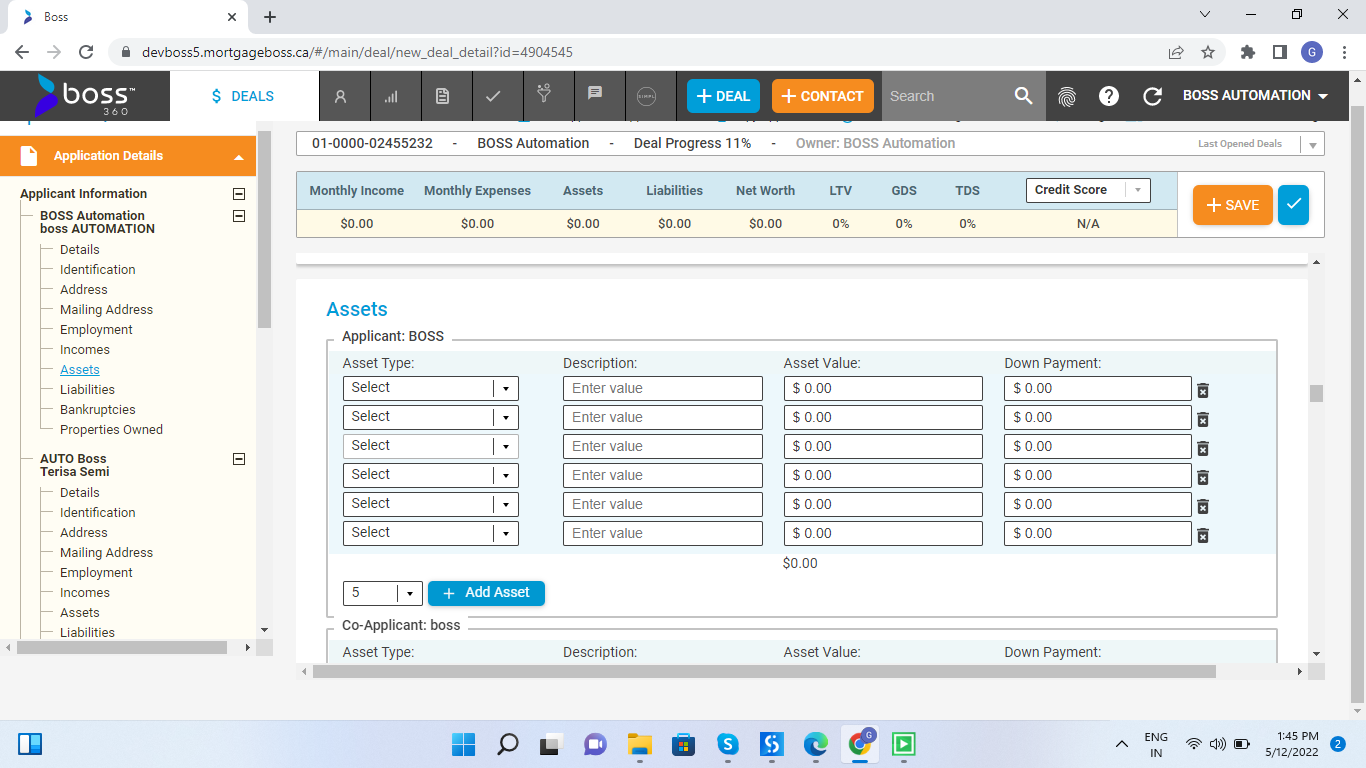 Boss
devboss5.mortgageboss.ca/#/main/deal/new_deal_detail?id=4904545
G
boss™
360
$ DEALS
SIMPL
+ DEAL
+ CONTACT
Search
BOSS AUTOMATION
Application Details
01-0000-02455232 - BOSS Automation - Deal Progress 11% - Owner: BOSS Automation
Last Opened Deals
Monthly Income Monthly Expenses Assets Liabilities Net Worth LTV GDS TDS Credit Score
$0.00 $0.00 $0.00 $0.00 $0.00 0% 0% 0% N/A
+ SAVE
Applicant Information
BOSS Automation
boss AUTOMATION
Details
Identification
Address
Mailing Address
Employment
Incomes
Assets
Liabilities
Bankruptcies
Properties Owned
AUTO Boss
Terisa Semi
Details
Identification
Address
Mailing Address
Employment
Incomes
Assets
Liabilities
Assets
Applicant: BOSS
Asset Type: Description: Asset Value: Down Payment:
Select Enter value $ 0.00 $ 0.00
Select Enter value $ 0.00 $ 0.00
Select Enter value $ 0.00 $ 0.00
Select Enter value $ 0.00 $ 0.00
Select Enter value $ 0.00 $ 0.00
Select Enter value $ 0.00 $ 0.00
$0.00
5 + Add Asset
Co-Applicant: boss
Asset Type: Description: Asset Value: Down Payment:
G
ENG
IN
1:45 PM
5/12/2022
2